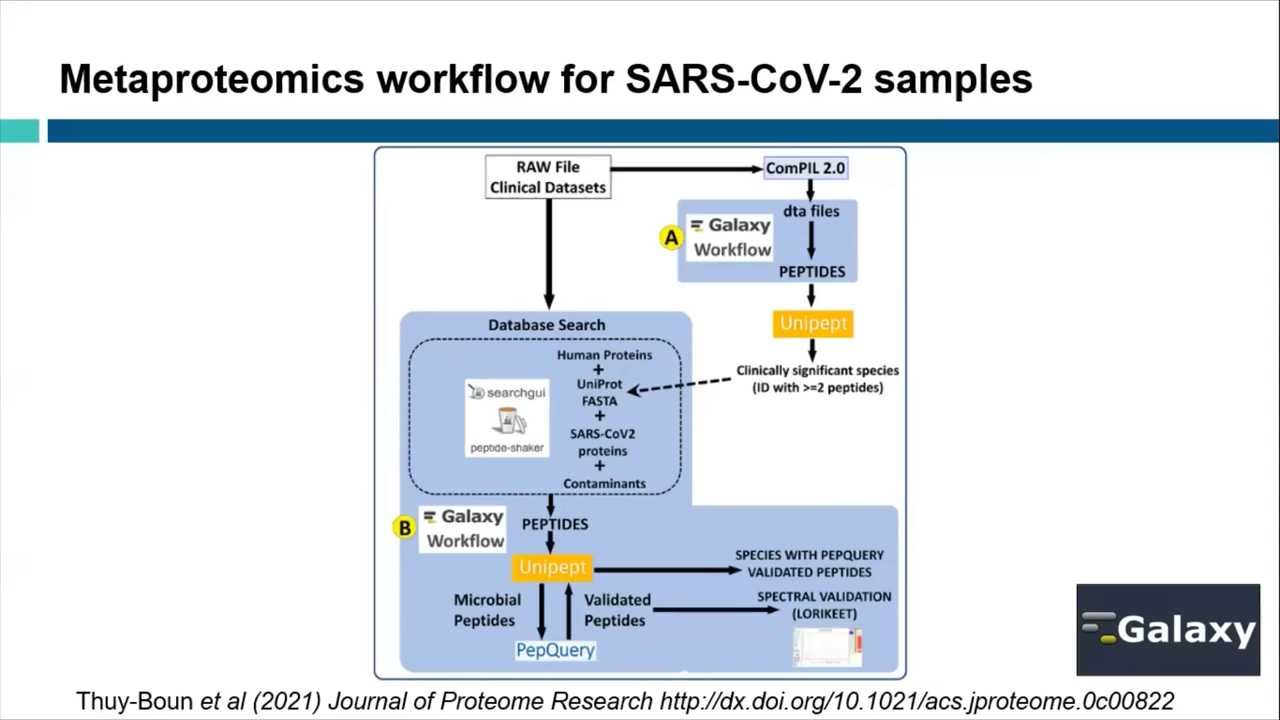 Metaproteomics workflow for SARS-CoV-2 samples
RAW File
Clinical Datasets
ComPIL 2.0
A
Galaxy
Workflow
dta files
PEPTIDES
Unipept
Clinically significant species
(ID with >=2 peptides)
Database Search
searchgui
peptide-shaker
Human Proteins
+
UniProt
FASTA
+
SARS-CoV2
proteins
+
Contaminants
B
Galaxy
Workflow
PEPTIDES
Unipept
SPECIES WITH PEPQUERY
VALIDATED PEPTIDES
Microbial
Peptides
Validated
Peptides
SPECTRAL VALIDATION
(LORIKEET)
PepQuery
Galaxy
Thuy-Boun et al (2021) Journal of Proteome Research http://dx.doi.org/10.1021/acs.jproteome.0c00822